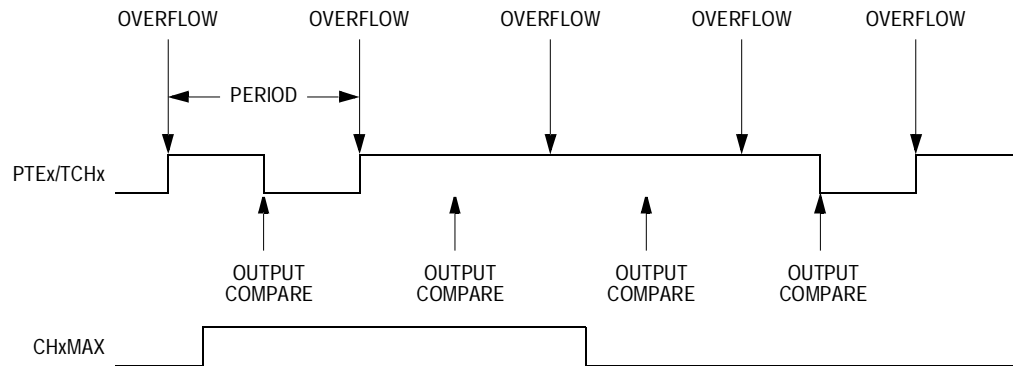 OVERFLOW OVERFLOW OVERFLOW OVERFLOW OVERFLOW
PERIOD
PTEx/TCHx
OUTPUT OUTPUT OUTPUT OUTPUT
COMPARE COMPARE COMPARE COMPARE
CHxMAX